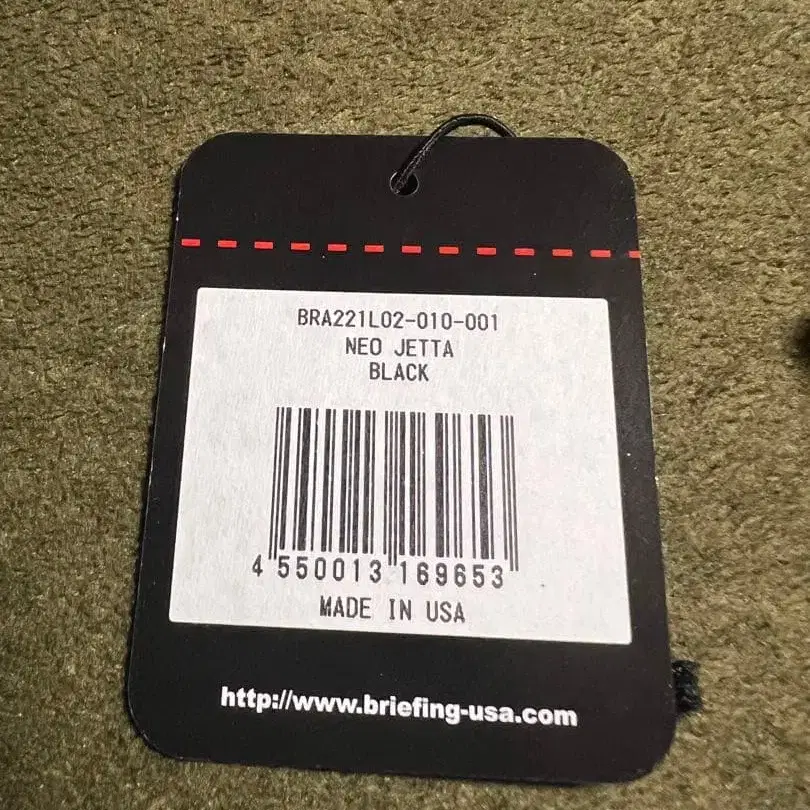 BRA221L02-010-001
NEO JETTA
BLACK
4 550013 169653
MADE IN USA
http://www.briefing-usa.com